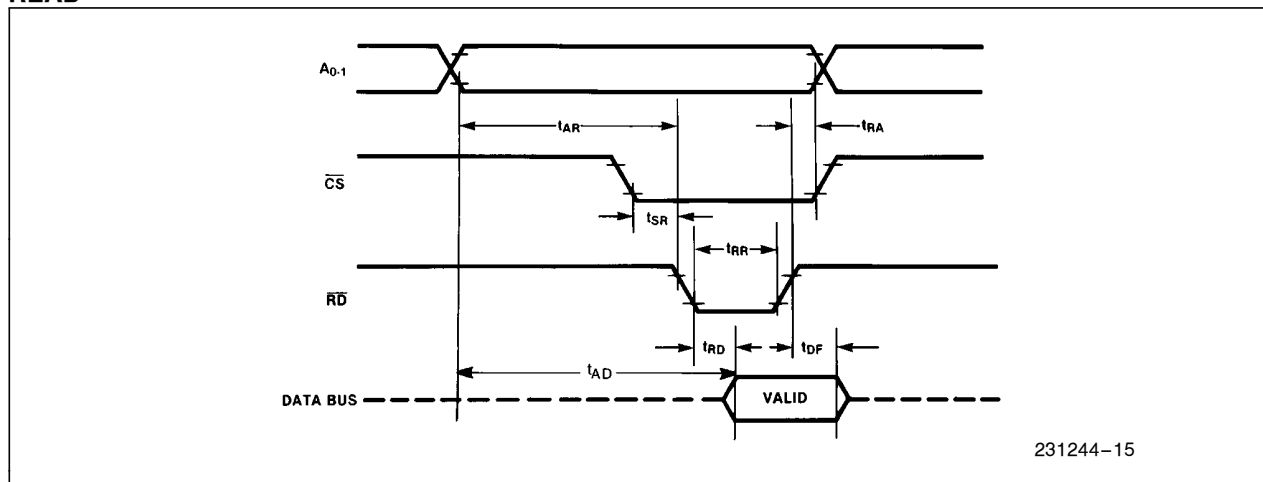 READ
A0-1
tAR
tRA
CS
tSR
tRR
RD
tRD
tDF
tAD
DATA BUS
VALID
231244–15